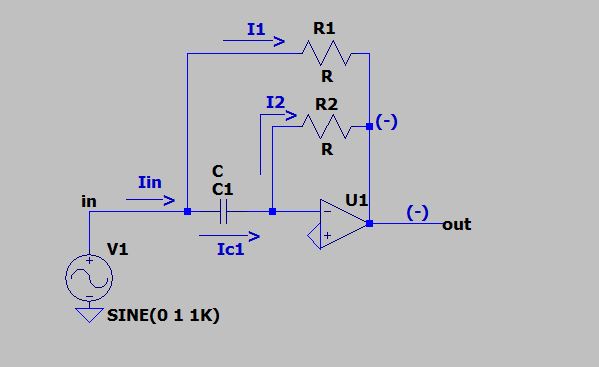 I1
R1
R
I2
R2
R
(-)
C
C1
U1
Iin
in
(-)
out
Ic1
V1
SINE(0 1 1K)